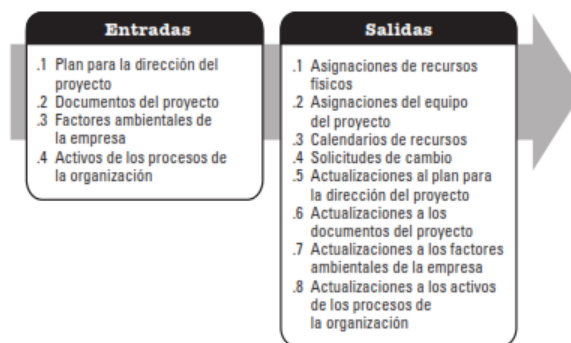 Entradas
.1 Plan para la dirección del
proyecto
.2 Documentos del proyecto
.3 Factores ambientales de
la empresa
.4 Activos de los procesos de
la organización
Salidas
.1 Asignaciones de recursos
físicos
.2 Asignaciones del equipo
del proyecto
.3 Calendarios de recursos
.4 Solicitudes de cambio
.5 Actualizaciones al plan para
la dirección del proyecto
.6 Actualizaciones a los
documentos del proyecto
.7 Actualizaciones a los factores
ambientales de la empresa
.8 Actualizaciones a los activos
de los procesos de
la organización